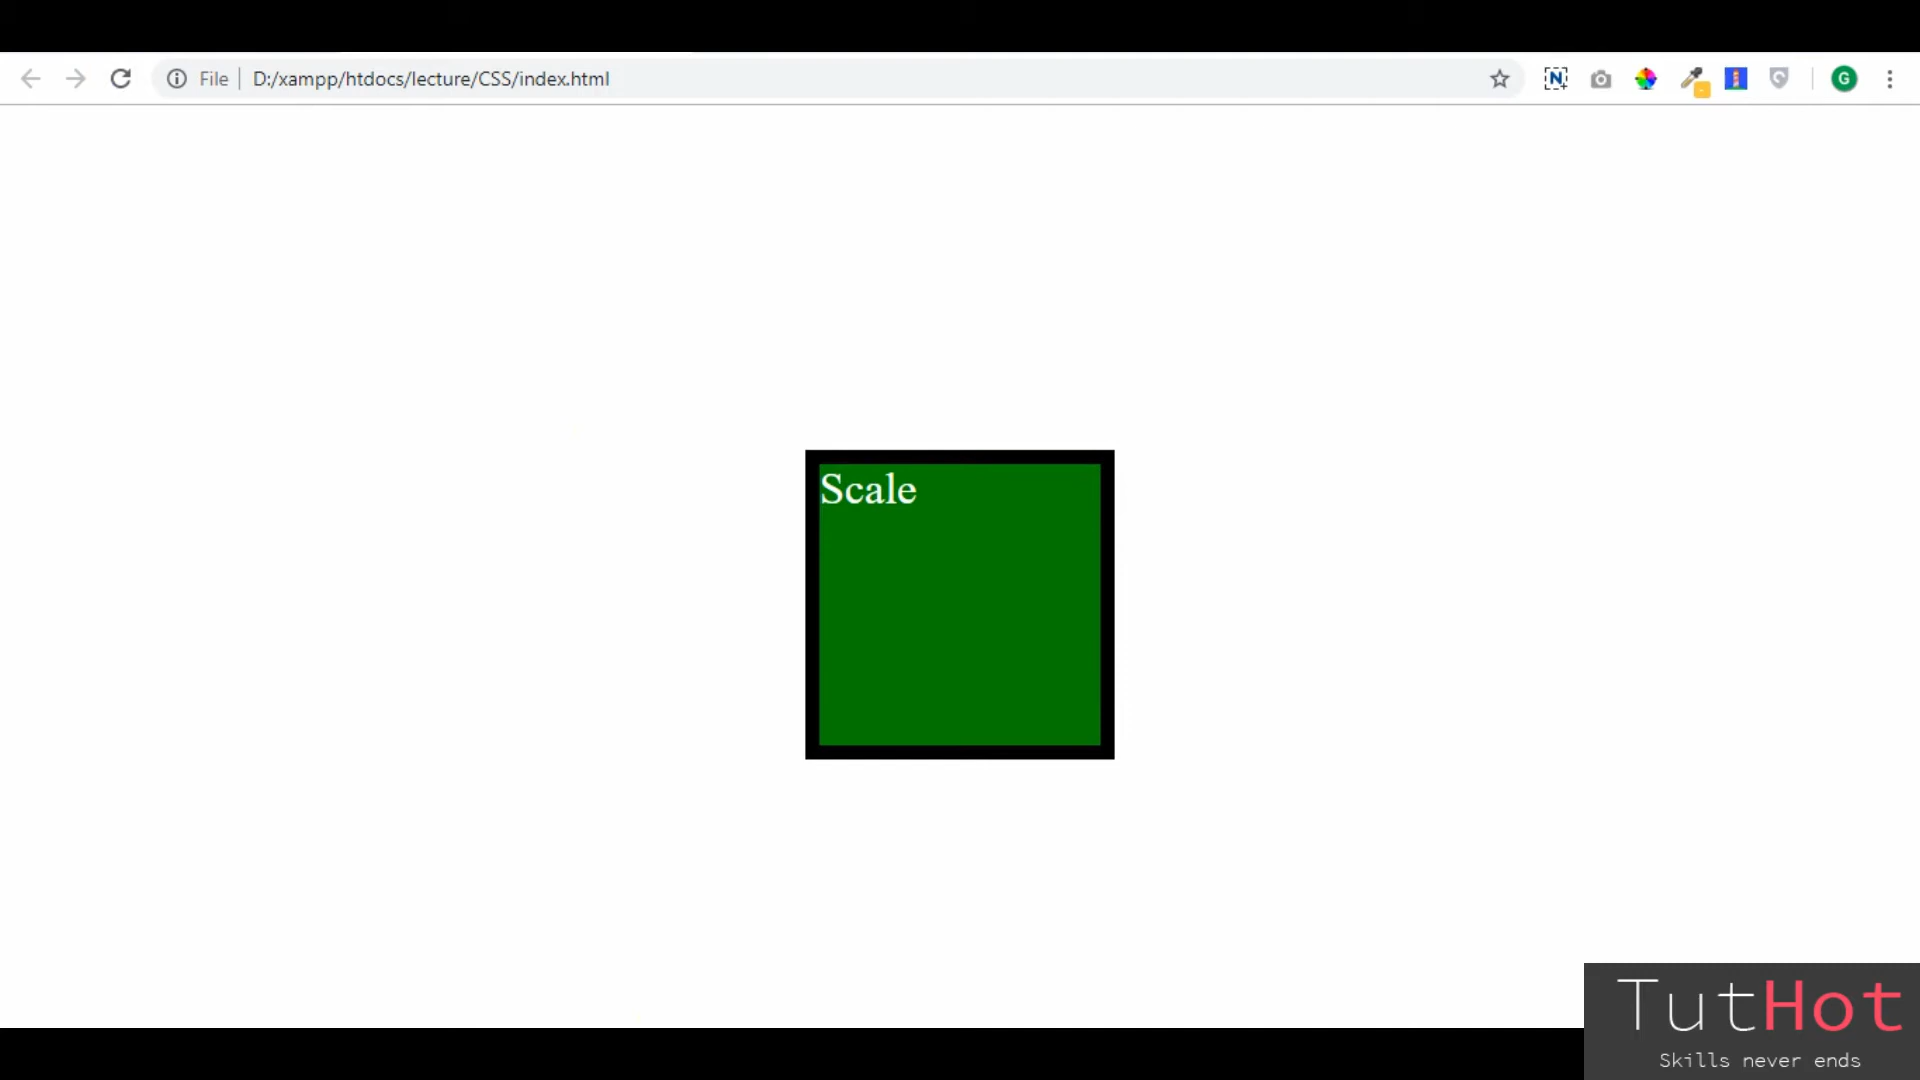 File D:/xampp/htdocs/lecture/CSS/index.html
N
G
Scale
TutHot
Skills never ends